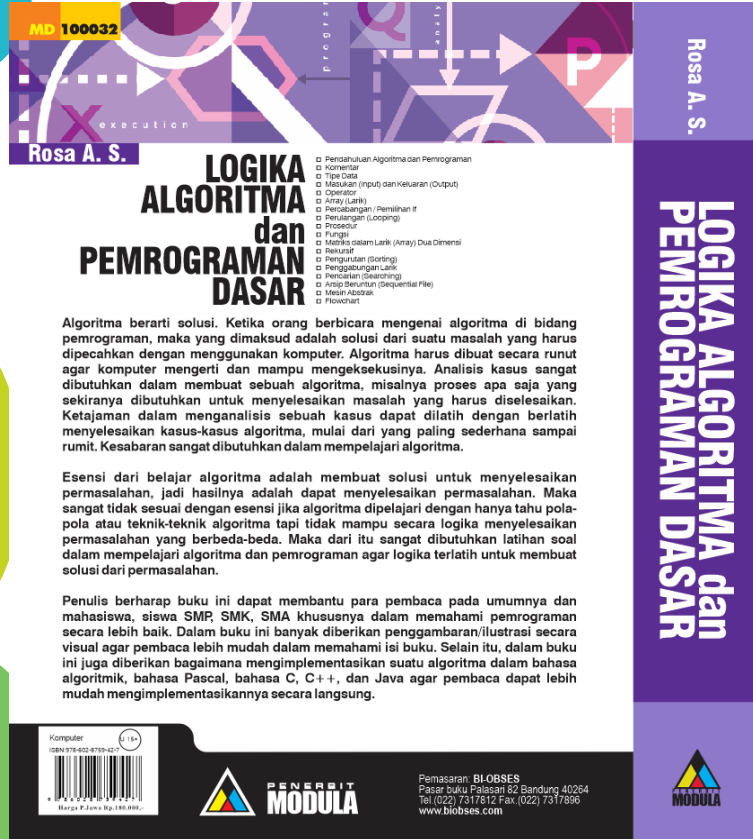 MD 100032
progra
analy
Q
P
X
execution
Rosa A. S.
LOGIKA
ALGORITMA
dan
PEMROGRAMAN
DASAR
Pendahuluan Algoritma dan Pemrograman
Komentar
Tipe Data
Masukan (Input) dan Keluaran (Output)
Operator
Array (Larik)
Percabangan / Pemilihan If
Perulangan (Looping)
Prosedur
Fungsi
Matriks dalam Larik (Array) Dua Dimensi
Rekursif
Pengurutan (Sorting)
Penggabungan Larik
Pencarian (Searching)
Arsip Beruntun (Sequential File)
Mesin Abstrak
Flowchart
Algoritma berarti solusi. Ketika orang berbicara mengenai algoritma di bidang
pemrograman, maka yang dimaksud adalah solusi dari suatu masalah yang harus
dipecahkan dengan menggunakan komputer. Algoritma harus dibuat secara runut
agar komputer mengerti dan mampu mengeksekusinya. Analisis kasus sangat
dibutuhkan dalam membuat sebuah algoritma, misalnya proses apa saja yang
sekiranya dibutuhkan untuk menyelesaikan masalah yang harus diselesaikan.
Ketajaman dalam menganalisis sebuah kasus dapat dilatih dengan berlatih
menyelesaikan kasus-kasus algoritma, mulai dari yang paling sederhana sampai
rumit. Kesabaran sangat dibutuhkan dalam mempelajari algoritma.
Esensi dari belajar algoritma adalah membuat solusi untuk menyelesaikan
permasalahan, jadi hasilnya adalah dapat menyelesaikan permasalahan. Maka
sangat tidak sesuai dengan esensi jika algoritma dipelajari dengan hanya tahu pola-
pola atau teknik-teknik algoritma tapi tidak mampu secara logika menyelesaikan
permasalahan yang berbeda-beda. Maka dari itu sangat dibutuhkan latihan soal
dalam mempelajari algoritma dan pemrograman agar logika terlatih untuk membuat
solusi dari permasalahan.
Penulis berharap buku ini dapat membantu para pembaca pada umumnya dan
mahasiswa, siswa SMP, SMK, SMA khususnya dalam memahami pemrograman
secara lebih baik. Dalam buku ini banyak diberikan penggambaran/ilustrasi secara
visual agar pembaca lebih mudah dalam memahami isi buku. Selain itu, dalam buku
ini juga diberikan bagaimana mengimplementasikan suatu algoritma dalam bahasa
algoritmik, bahasa Pascal, bahasa C, C++, dan Java agar pembaca dapat lebih
mudah mengimplementasikannya secara langsung.
Komputer
U 15+
ISBN 978-602-8759-42-7
9 786028 759427
Harga P.Jawa Rp.180.000,-
PENERBIT
MODULA
Pemasaran: BI-OBSES
Pasar buku Palasari 82 Bandung 40264
Tel.(022) 7317812 Fax.(022) 7317896
www.biobses.com
Rosa A. S.
LOGIKA ALGORITMA dan
PEMROGRAMAN DASAR
PENERBIT
MODULA